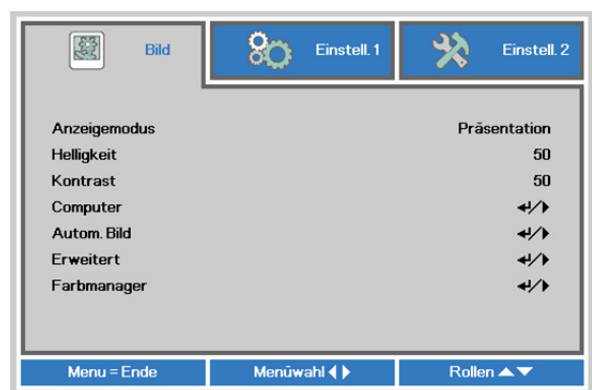 Bild Einstell. 1 Einstell. 2
Anzeigemodus Präsentation
Helligkeit 50
Kontrast 50
Computer
Autom. Bild
Erweitert
Farbmanager
Menu = Ende Menüwahl Rollen